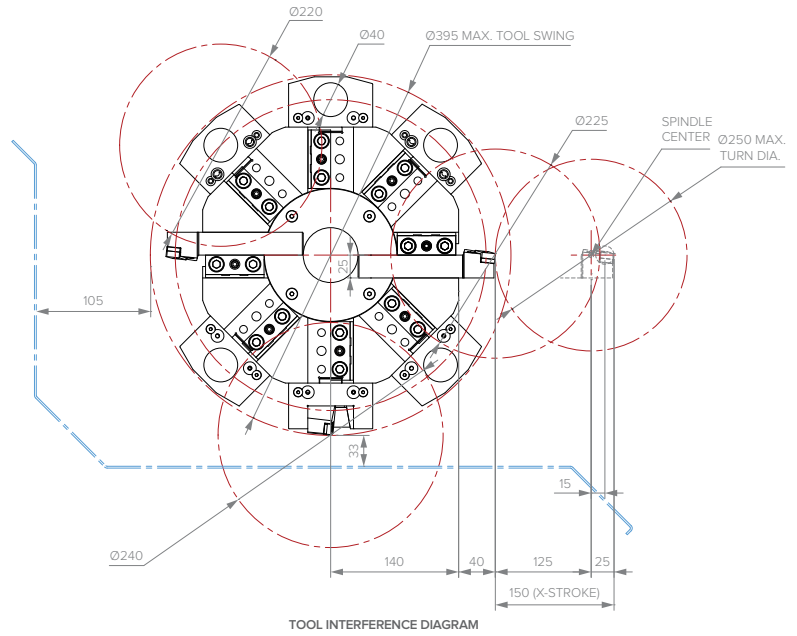 Ø220
Ø40
Ø395 MAX. TOOL SWING
Ø225
SPINDLE
CENTER
Ø250 MAX.
TURN DIA.
25
105
33
15
Ø240
140
40
125
25
150 (X-STROKE)
TOOL INTERFERENCE DIAGRAM